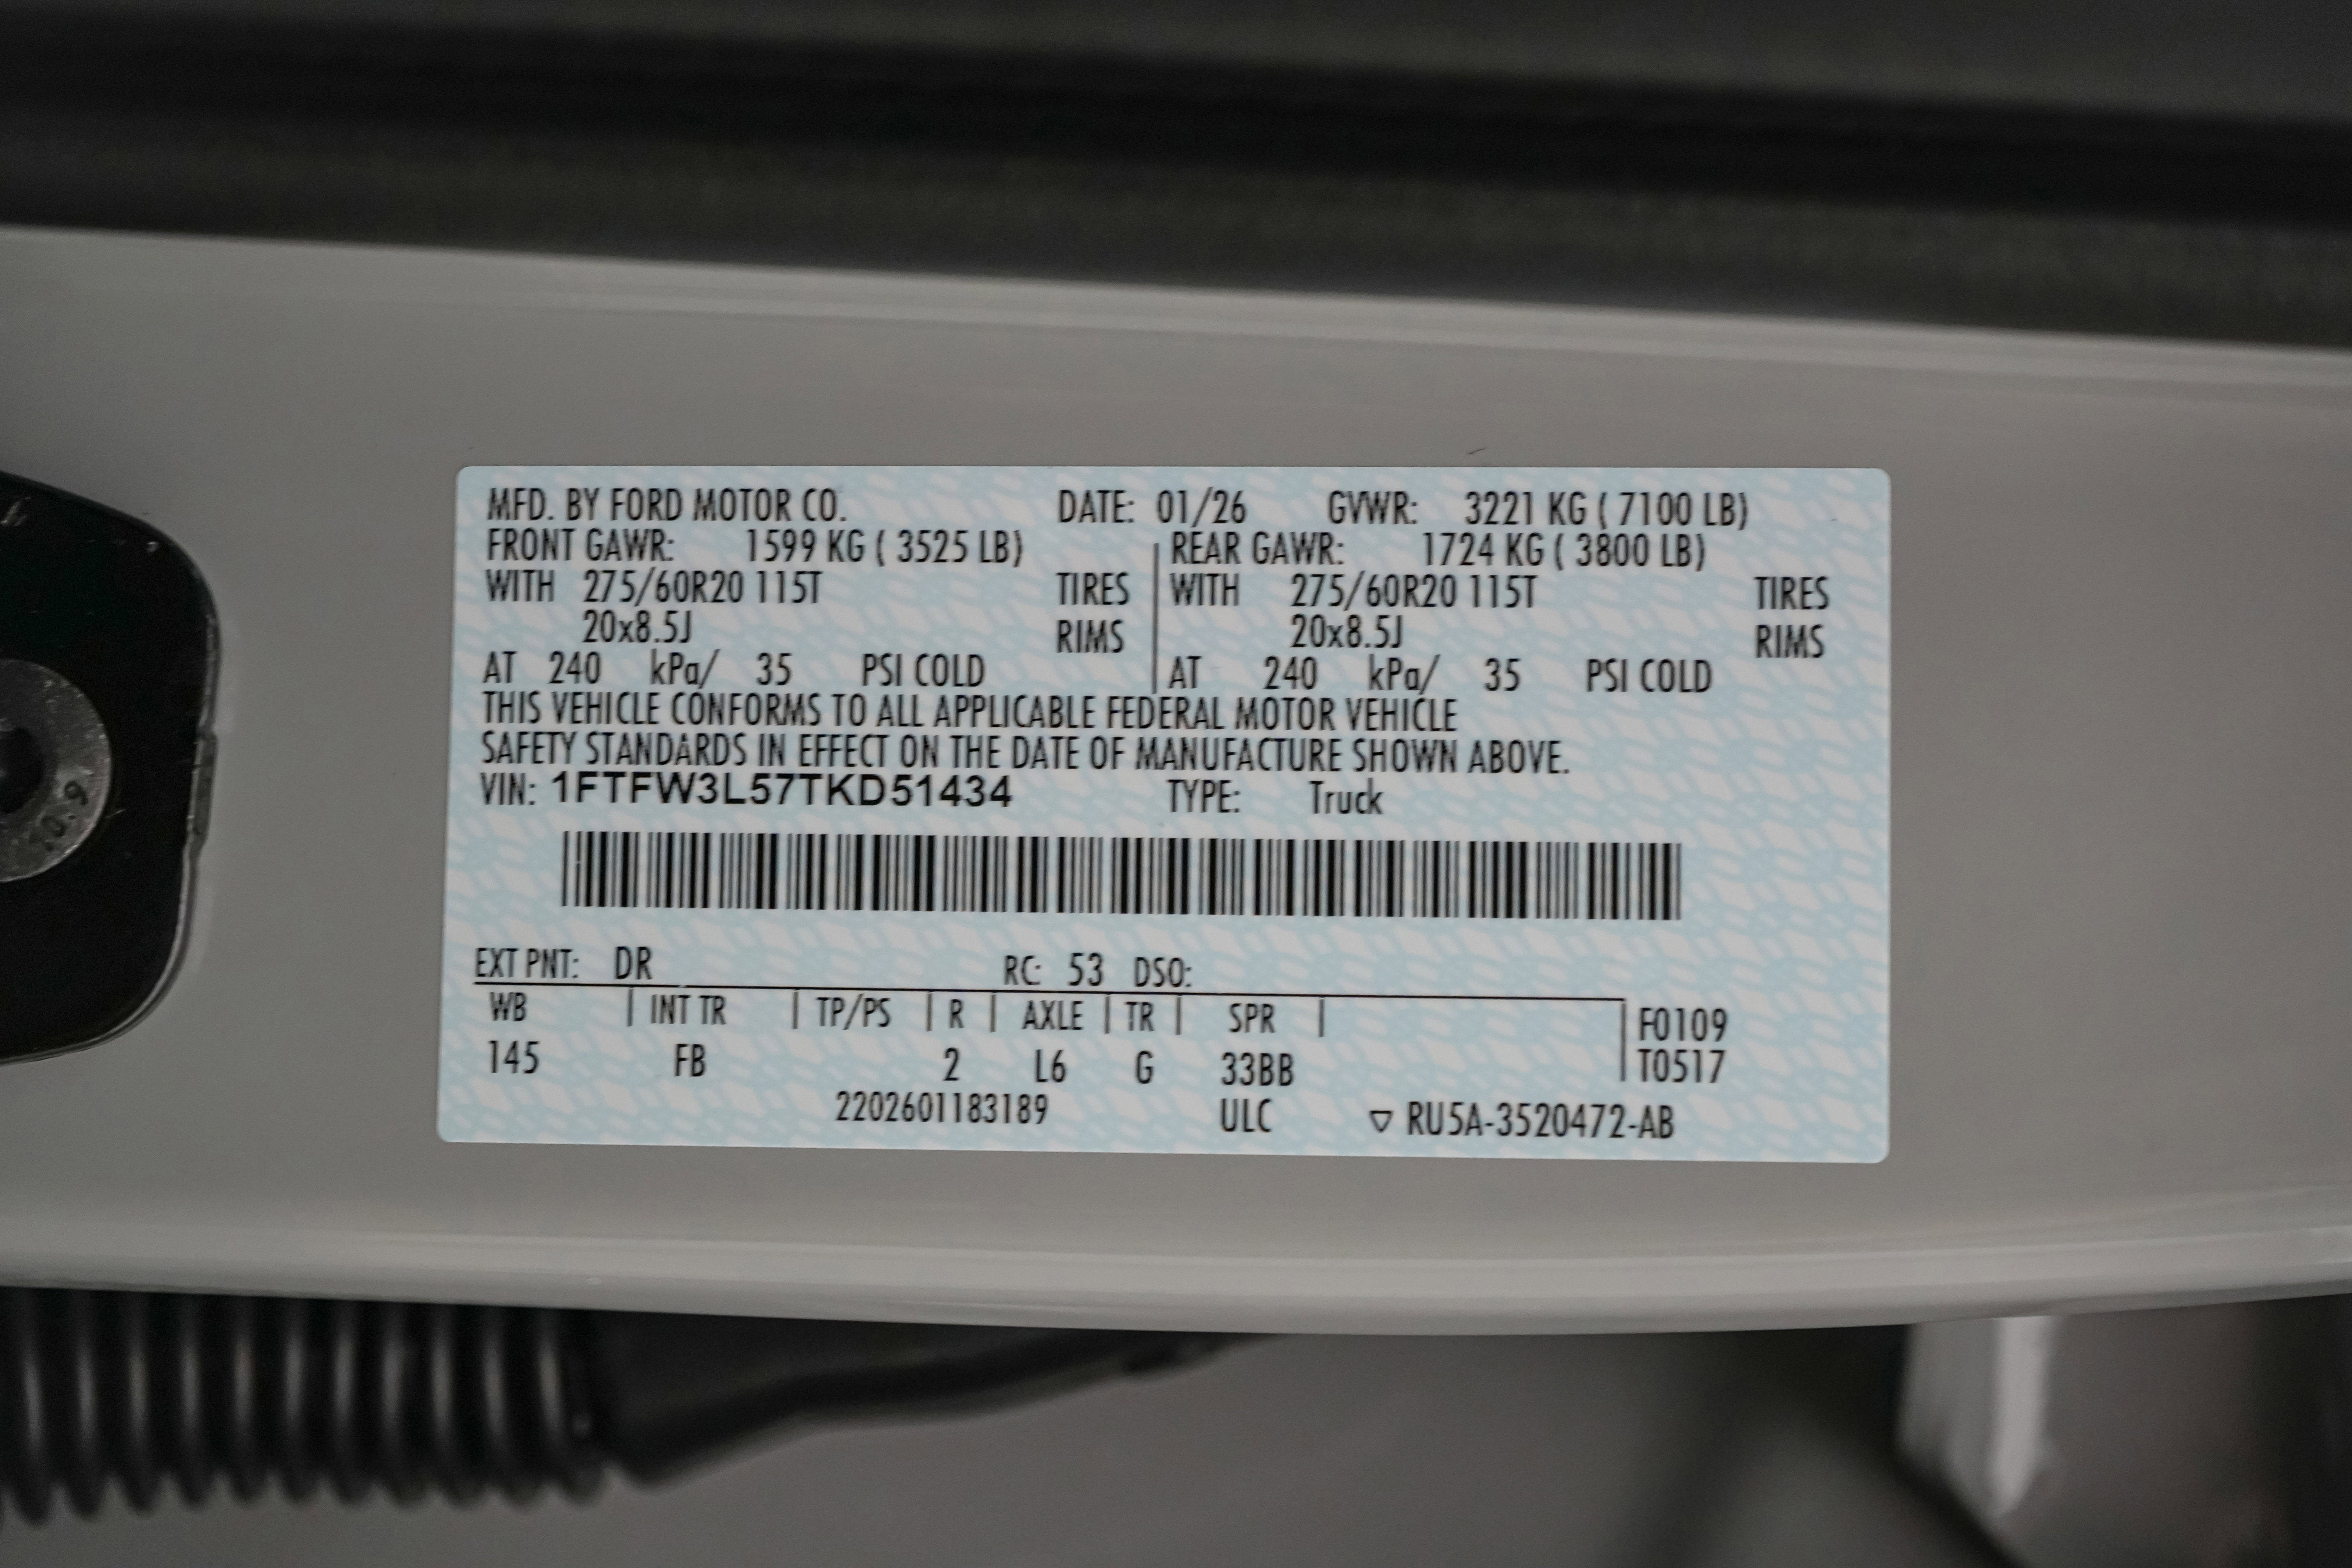 MFD. BY FORD MOTOR CO. DATE: 01/26 GVWR: 3221 KG ( 7100 LB)
FRONT GAWR: 1599 KG ( 3525 LB) REAR GAWR: 1724 KG ( 3800 LB)
WITH 275/60R20 115T TIRES WITH 275/60R20 115T TIRES
20x8.5J RIMS 20x8.5J RIMS
AT 240 kPa/ 35 PSI COLD AT 240 kPa/ 35 PSI COLD
THIS VEHICLE CONFORMS TO ALL APPLICABLE FEDERAL MOTOR VEHICLE
SAFETY STANDARDS IN EFFECT ON THE DATE OF MANUFACTURE SHOWN ABOVE.
VIN: 1FTFW3L57TKD51434 TYPE: Truck
EXT PNT: DR RC: 53 DSO:
WB INT TR TP/PS R AXLE TR SPR F0109
145 FB 2 L6 G 33BB T0517
2202601183189 ULC ▽ RU5A-3520472-AB
10.9